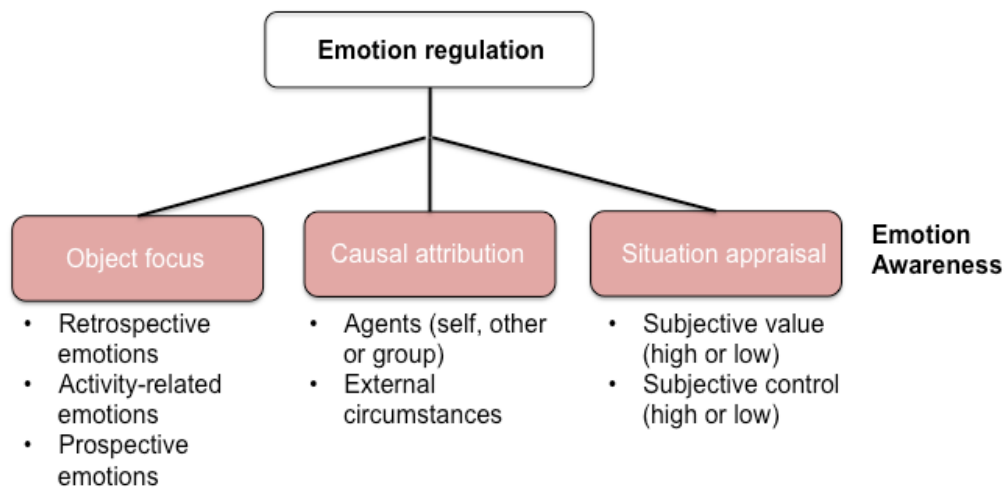 Emotion regulation
Object focus
Causal attribution
Situation appraisal
Emotion
Awareness
• Retrospective
emotions
• Activity-related
emotions
• Prospective
emotions
• Agents (self, other
or group)
• External
circumstances
• Subjective value
(high or low)
• Subjective control
(high or low)